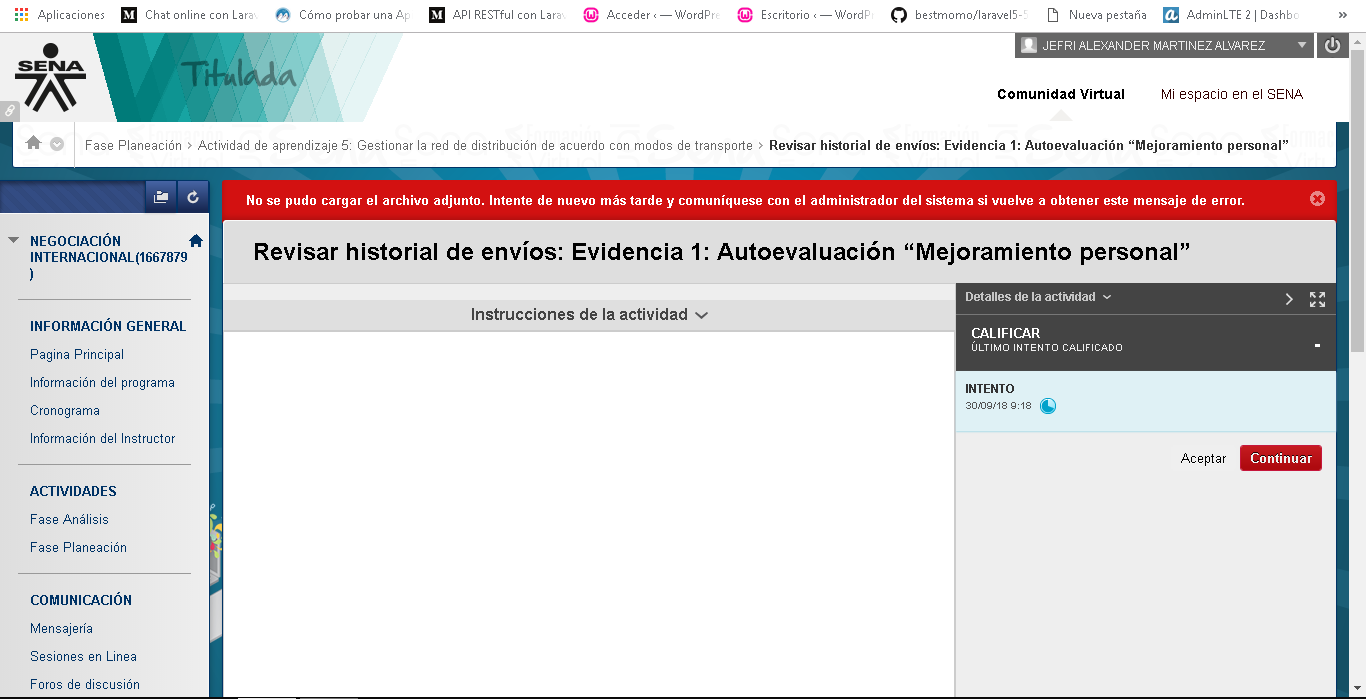 Aplicaciones
Chat online con Larav
Cómo probar una Ap
API RESTful con Larav
Acceder ‹ — WordPre
Escritorio ‹ — WordP
bestmomo/laravel5-5
Nueva pestaña
AdminLTE 2 | Dashbo
»
SENA
Titulada
JEFRI ALEXANDER MARTINEZ ALVAREZ
Comunidad Virtual
Mi espacio en el SENA
Fase Planeación > Actividad de aprendizaje 5: Gestionar la red de distribución de acuerdo con modos de transporte > Revisar historial de envíos: Evidencia 1: Autoevaluación “Mejoramiento personal”
No se pudo cargar el archivo adjunto. Intente de nuevo más tarde y comuníquese con el administrador del sistema si vuelve a obtener este mensaje de error.
NEGOCIACIÓN
INTERNACIONAL(1667879
)
INFORMACIÓN GENERAL
Pagina Principal
Información del programa
Cronograma
Información del Instructor
ACTIVIDADES
Fase Análisis
Fase Planeación
COMUNICACIÓN
Mensajería
Sesiones en Linea
Foros de discusión
Revisar historial de envíos: Evidencia 1: Autoevaluación “Mejoramiento personal”
Instrucciones de la actividad
Detalles de la actividad
CALIFICAR
ÚLTIMO INTENTO CALIFICADO
-
INTENTO
30/09/18 9:18
Aceptar
Continuar